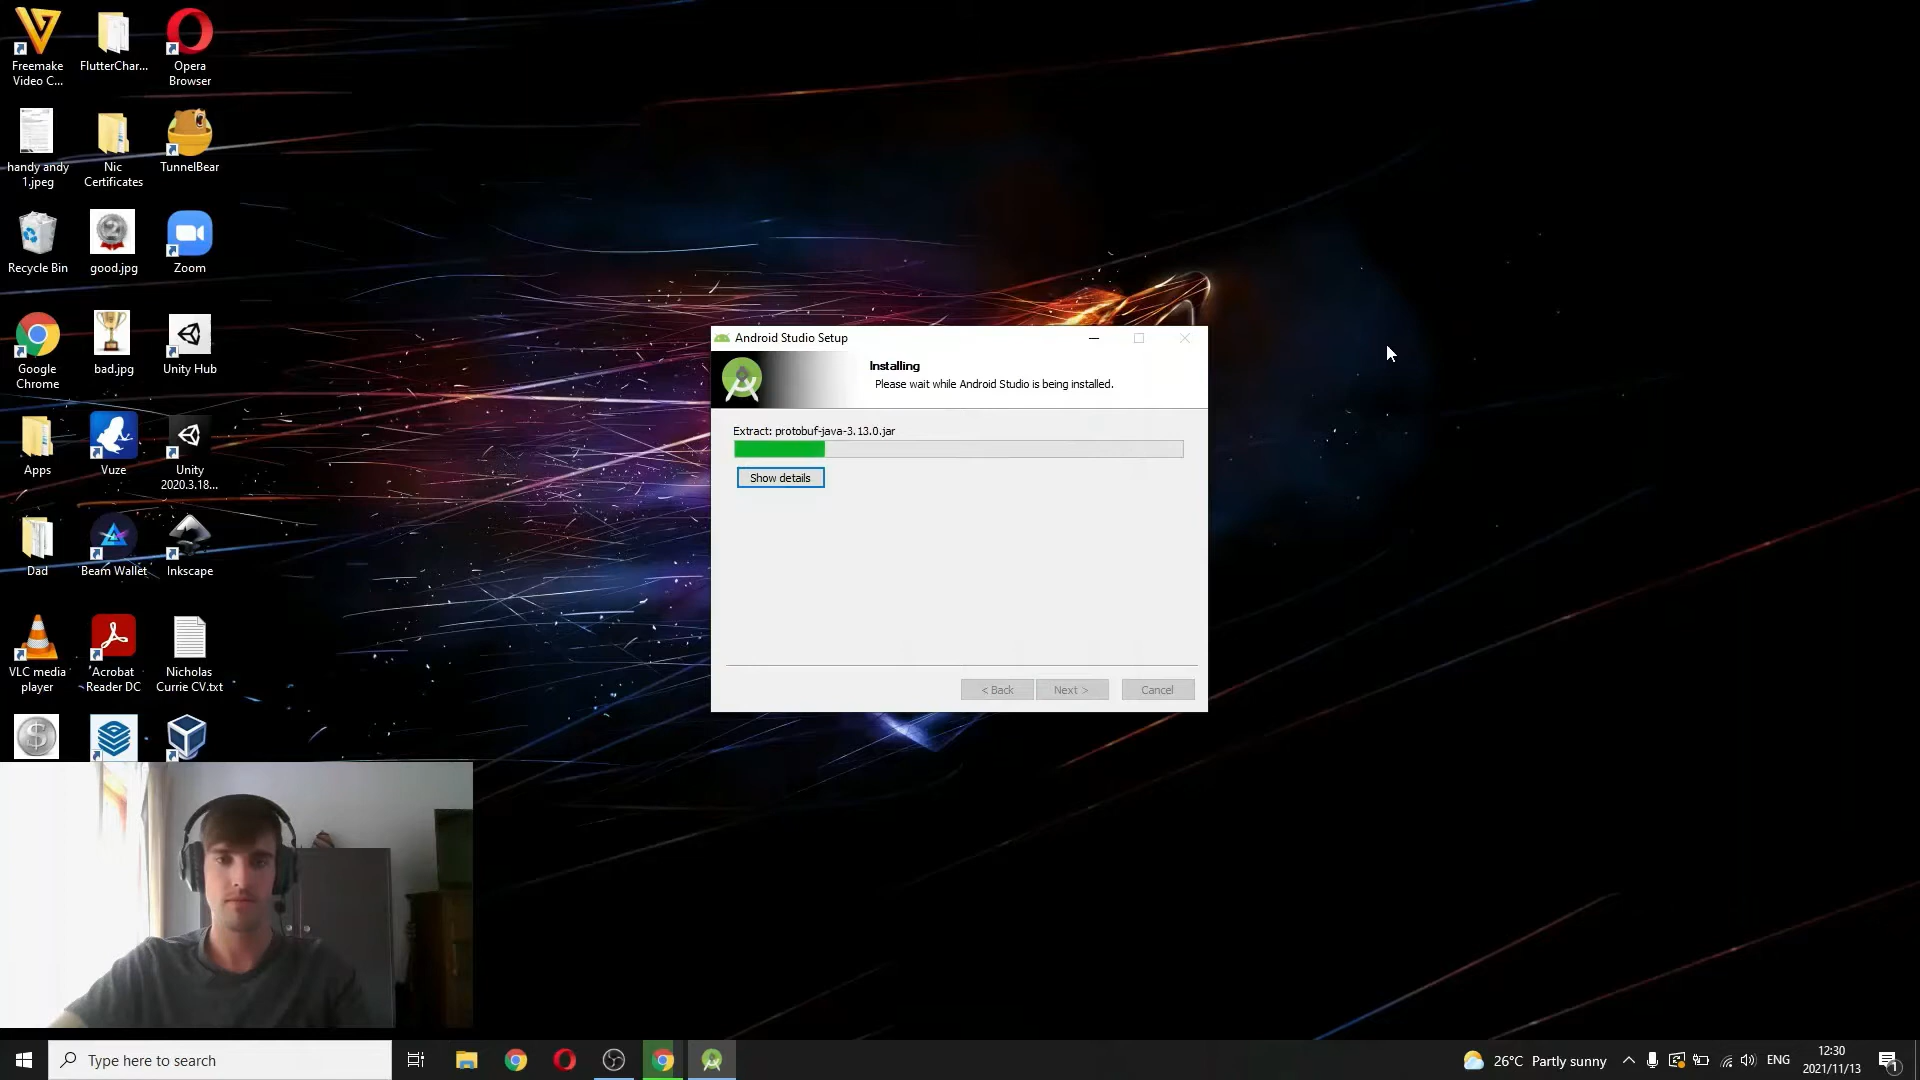 Freemake
Video C...
FlutterChar...
Opera
Browser
handy andy
1.jpeg
Nic
Certificates
TunnelBear
Recycle Bin
good.jpg
Zoom
Google
Chrome
bad.jpg
Unity Hub
Apps
Vuze
Unity
2020.3.18...
Dad
Beam Wallet
Inkscape
VLC media
player
Acrobat
Reader DC
Nicholas
Currie CV.txt
Android Studio Setup
Installing
Please wait while Android Studio is being installed.
Extract: protobuf-java-3.13.0.jar
Show details
< Back
Next >
Cancel
Type here to search
26°C Partly sunny
ENG
12:30
2021/11/13
1